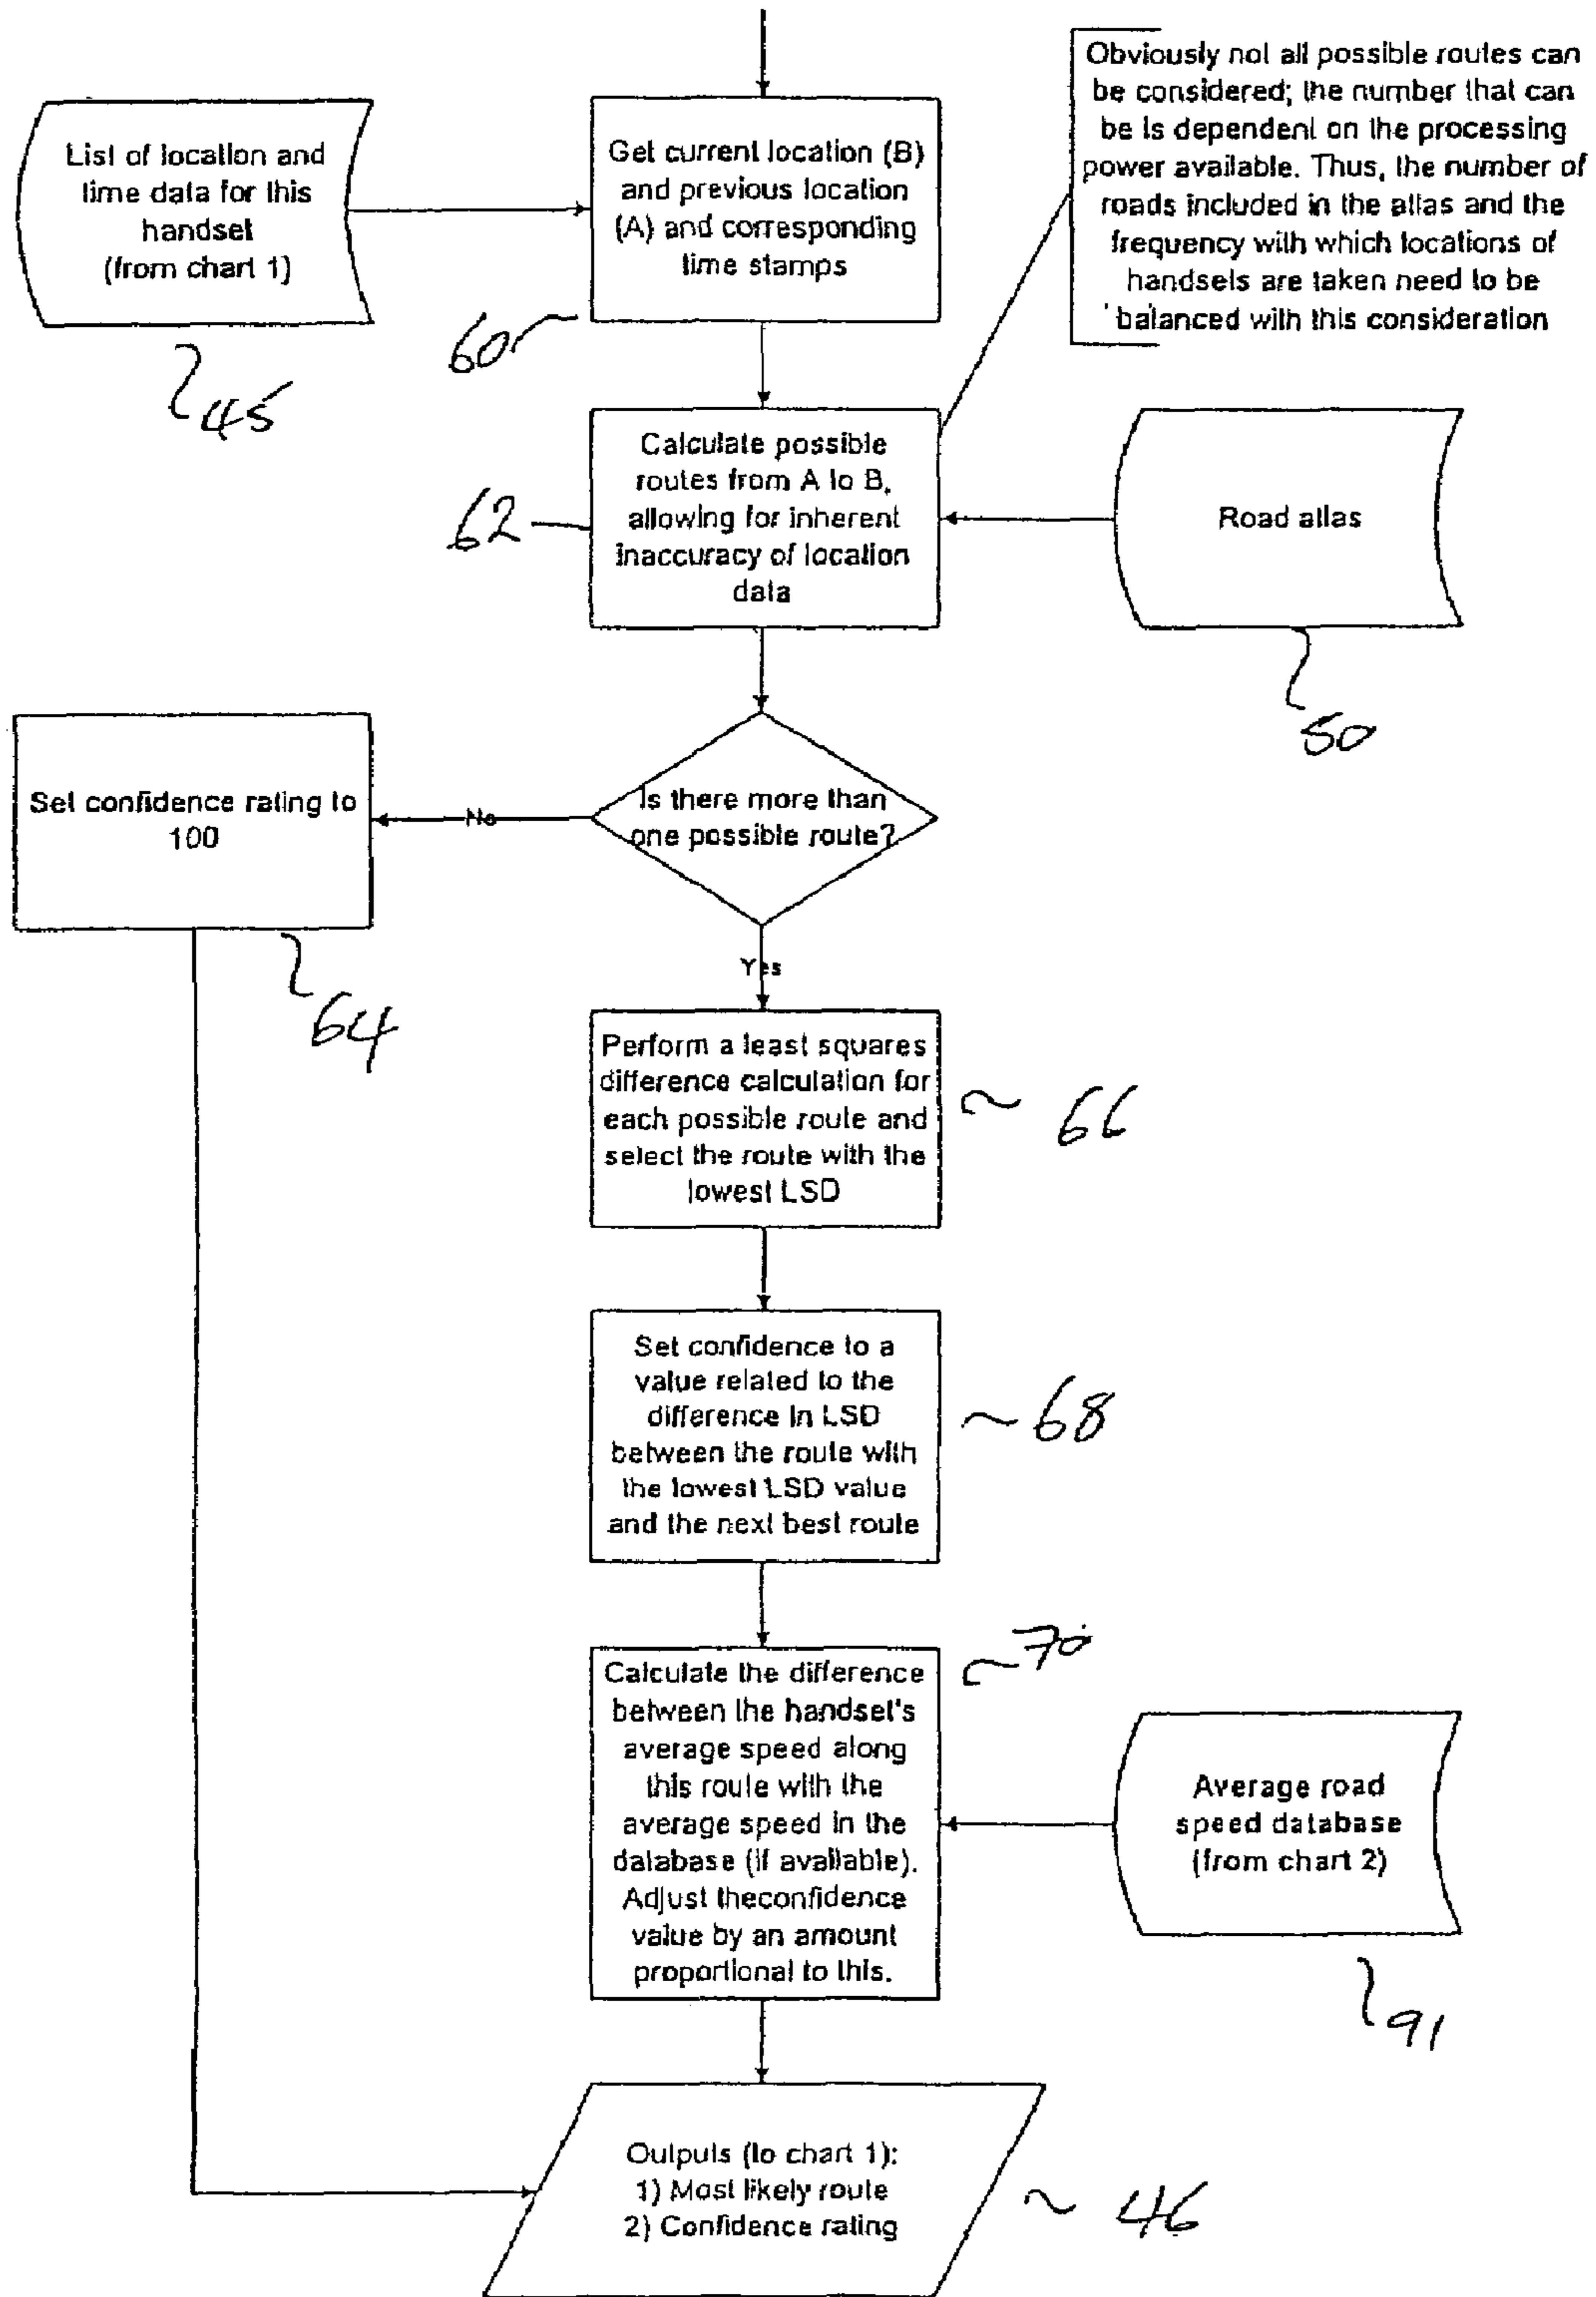 List of location and
time data for this
handset
(from chart 1)
45
Get current location (B)
and previous location
(A) and corresponding
time stamps
60
Obviously not all possible routes can
be considered; the number that can
be is dependent on the processing
power available. Thus, the number of
roads included in the atlas and the
frequency with which locations of
handsets are taken need to be
balanced with this consideration
Calculate possible
routes from A to B,
allowing for inherent
inaccuracy of location
data
62
Road atlas
50
Is there more than
one possible route?
No
Set confidence rating to
100
64
Yes
Perform a least squares
difference calculation for
each possible route and
select the route with the
lowest LSD
66
Set confidence to a
value related to the
difference in LSD
between the route with
the lowest LSD value
and the next best route
68
Calculate the difference
between the handset's
average speed along
this route with the
average speed in the
database (if available).
Adjust theconfidence
value by an amount
proportional to this.
70
Average road
speed database
(from chart 2)
91
Outputs (to chart 1):
1) Most likely route
2) Confidence rating
46